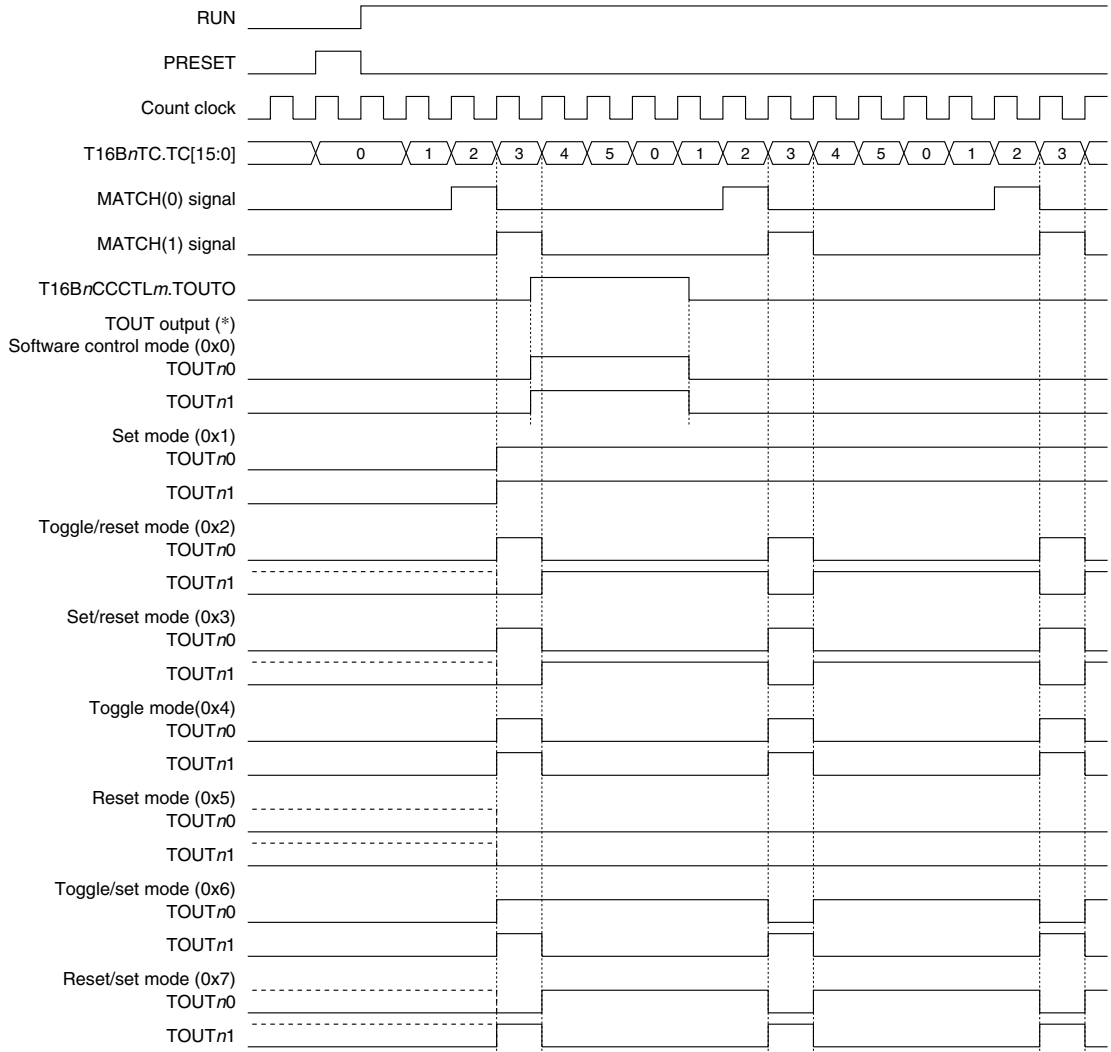 RUN
PRESET
Count clock
T16BnTC.TC[15:0] 0 1 2 3 4 5 0 1 2 3 4 5 0 1 2 3
MATCH(0) signal
MATCH(1) signal
T16BnCCCTLm.TOUTO
TOUT output (*)
Software control mode (0x0)
TOUTn0
TOUTn1
Set mode (0x1)
TOUTn0
TOUTn1
Toggle/reset mode (0x2)
TOUTn0
TOUTn1
Set/reset mode (0x3)
TOUTn0
TOUTn1
Toggle mode(0x4)
TOUTn0
TOUTn1
Reset mode (0x5)
TOUTn0
TOUTn1
Toggle/set mode (0x6)
TOUTn0
TOUTn1
Reset/set mode (0x7)
TOUTn0
TOUTn1